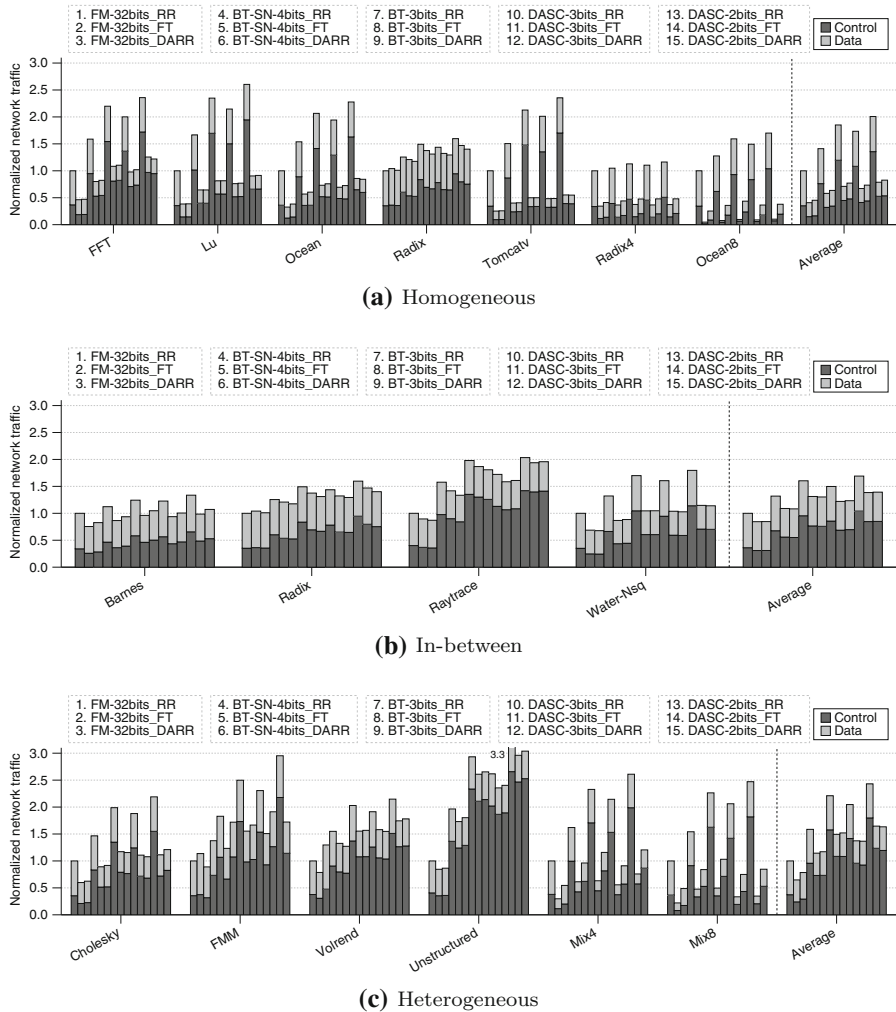 1. FM-32bits_RR 4. BT-SN-4bits_RR 7. BT-3bits_RR 10. DASC-3bits_RR 13. DASC-2bits_RR
2. FM-32bits_FT 5. BT-SN-4bits_FT 8. BT-3bits_FT 11. DASC-3bits_FT 14. DASC-2bits_FT Control
3. FM-32bits_DARR 6. BT-SN-4bits_DARR 9. BT-3bits_DARR 12. DASC-3bits_DARR 15. DASC-2bits_DARR Data
Normalized network traffic
3.0
2.5
2.0
1.5
1.0
0.5
0.0
FFT Lu Ocean Radix Tomcatv Radix4 Ocean8 Average
(a) Homogeneous
1. FM-32bits_RR 4. BT-SN-4bits_RR 7. BT-3bits_RR 10. DASC-3bits_RR 13. DASC-2bits_RR
2. FM-32bits_FT 5. BT-SN-4bits_FT 8. BT-3bits_FT 11. DASC-3bits_FT 14. DASC-2bits_FT Control
3. FM-32bits_DARR 6. BT-SN-4bits_DARR 9. BT-3bits_DARR 12. DASC-3bits_DARR 15. DASC-2bits_DARR Data
Normalized network traffic
3.0
2.5
2.0
1.5
1.0
0.5
0.0
Barnes Radix Raytrace Water-Nsq Average
(b) In-between
1. FM-32bits_RR 4. BT-SN-4bits_RR 7. BT-3bits_RR 10. DASC-3bits_RR 13. DASC-2bits_RR
2. FM-32bits_FT 5. BT-SN-4bits_FT 8. BT-3bits_FT 11. DASC-3bits_FT 14. DASC-2bits_FT Control
3. FM-32bits_DARR 6. BT-SN-4bits_DARR 9. BT-3bits_DARR 12. DASC-3bits_DARR 15. DASC-2bits_DARR Data
Normalized network traffic
3.0
2.5
2.0
1.5
1.0
0.5
0.0
3.3
Cholesky FMM Volrend Unstructured Mix4 Mix8 Average
(c) Heterogeneous